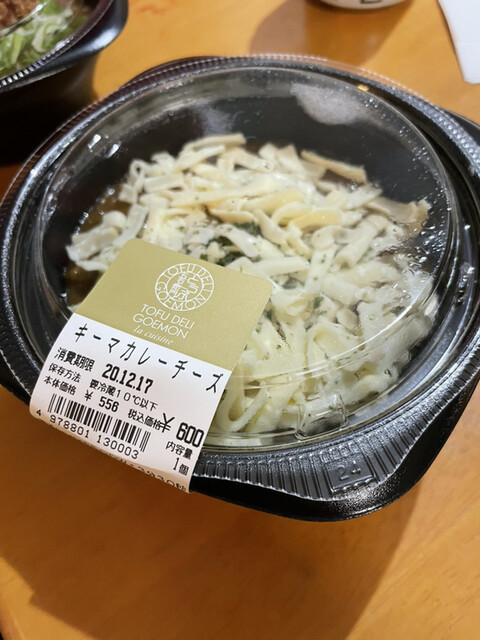 TOFU DELI GOEMON
TOFU DELI
GOEMON
la cuisine
キーマカレーチーズ
消費期限 20.12.17
保存方法 要冷蔵10℃以下
本体価格 ¥ 556 税込価格 ¥ 600
内容量
1個
4 978801 130003
24